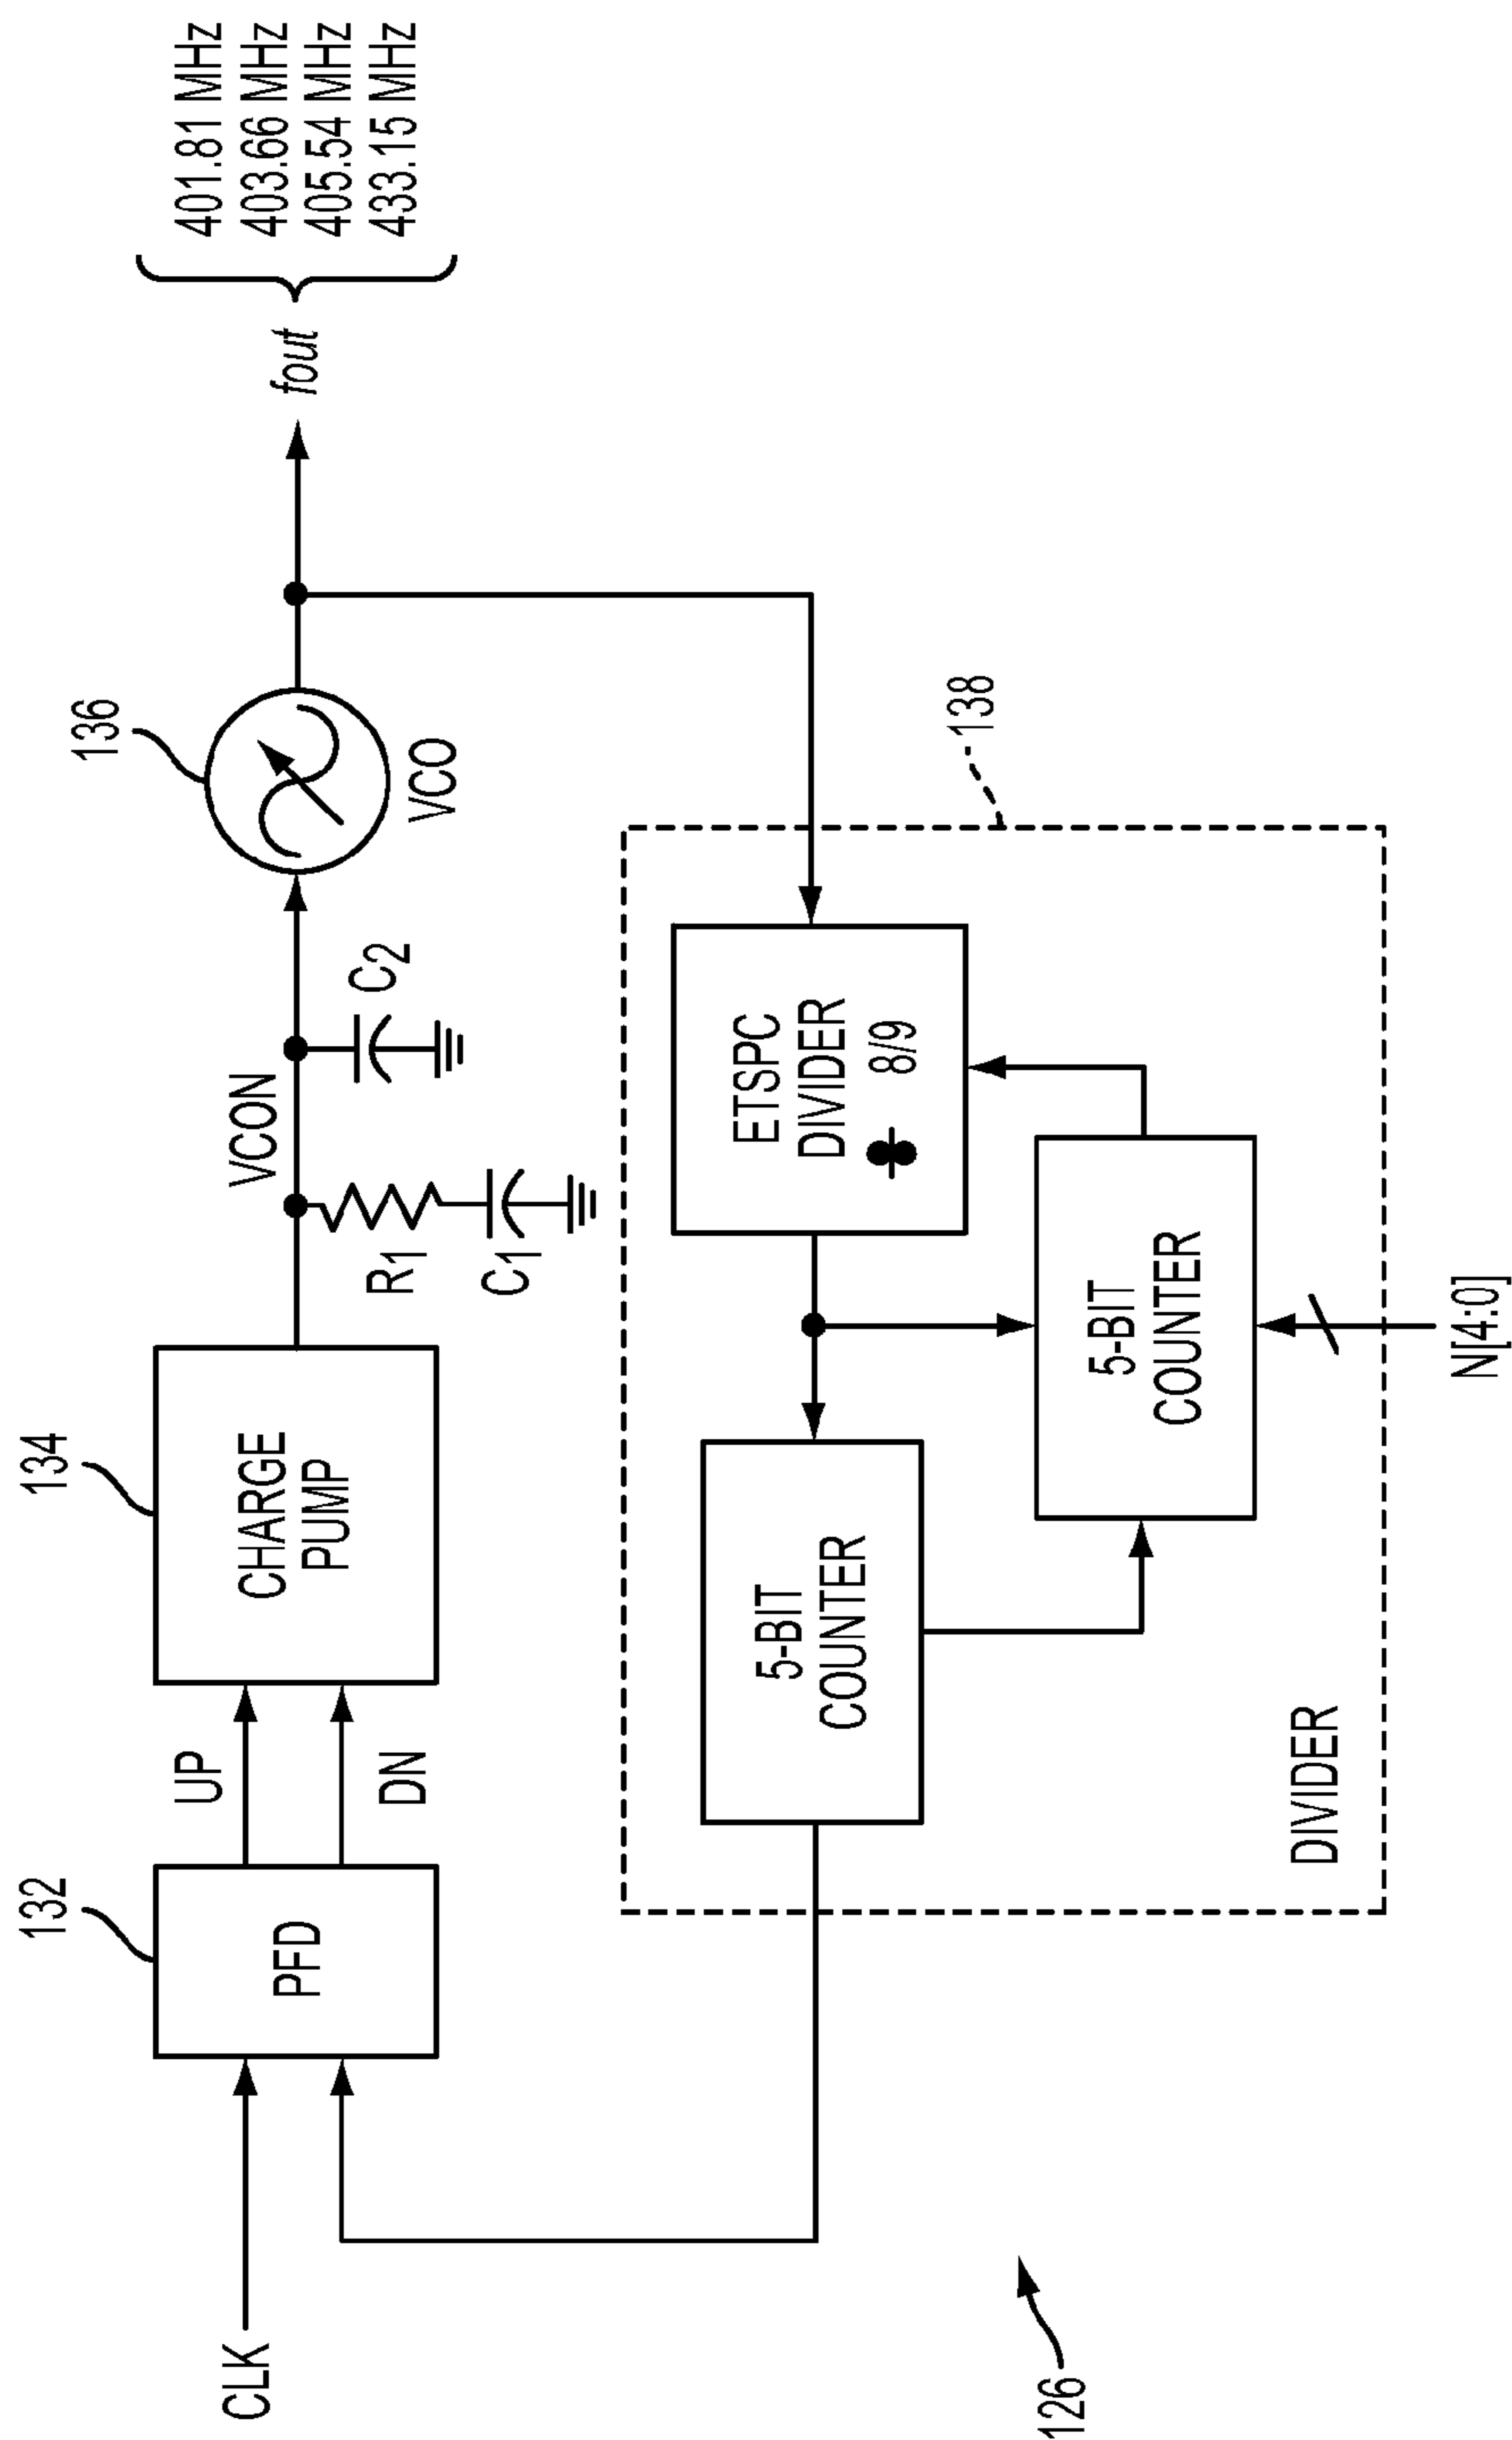 132
134
136
401.81 MHz
403.66 MHz
405.54 MHz
433.15 MHz
CLK
PFD
UP
DN
CHARGE
PUMP
VCON
R1
C1
C2
VCO
fout
138
5-BIT
COUNTER
ETSPC
DIVIDER
8/9
5-BIT
COUNTER
DIVIDER
N[4:0]
126